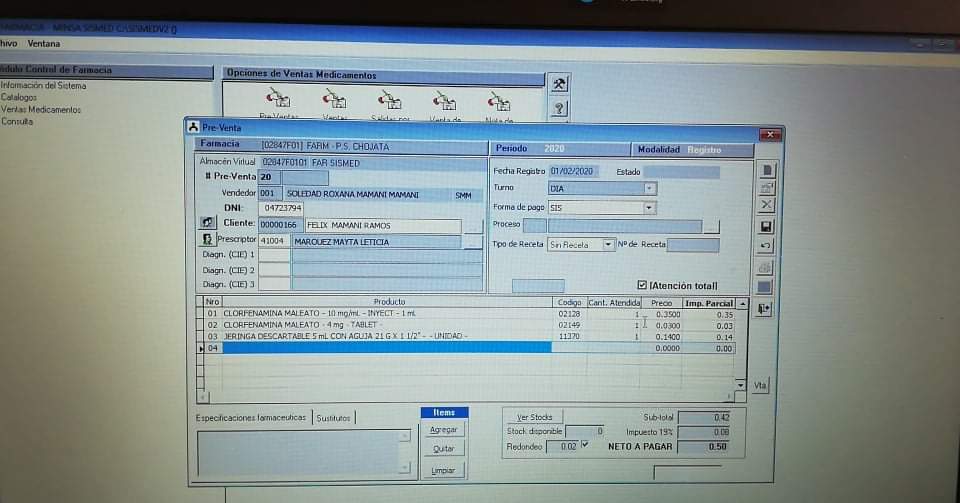 FARMACIA - MINSA SISMED C:\SISMEDV2 ()
hivo Ventana
dulo Control de Farmacia
Información del Sistema
Catalogos
Ventas Medicamentos
Consulta
Opciones de Ventas Medicamentos
Pre-Ventas Ventas Salidas por Venta de Nota de
Pre-Venta
Farmacia [02847F01] FARM - P.S. CHOJATA
Periodo 2020 Modalidad Registro
Almacén Virtual 02847F0101 FAR SISMED
# Pre-Venta 20
Vendedor 001 SOLEDAD ROXANA MAMANI MAMANI SMM
DNI: 04723794
Cliente: 00000166 FELIX MAMANI RAMOS
Prescriptor 41004 MARQUEZ MAYTA LETICIA
Diagn. (CIE) 1
Diagn. (CIE) 2
Diagn. (CIE) 3
Fecha Registro 01/02/2020 Estado
Turno DIA
Forma de pago SIS
Proceso ...
Tipo de Receta Sin Receta Nº de Receta
[Atención total]
Nro Producto Codigo Cant. Atendida Precio Imp. Parcial
01 CLORFENAMINA MALEATO - 10 mg/mL - INYECT - 1 mL 02128 1 0.3500 0.35
02 CLORFENAMINA MALEATO - 4 mg - TABLET - 02149 1 0.0300 0.03
03 JERINGA DESCARTABLE 5 mL CON AGUJA 21 G X 1 1/2" - - UNIDAD - 11370 1 0.1400 0.14
04 0.0000 0.00
Vta
Especificaciones farmaceuticas Sustitutos
Items
Agregar
Quitar
Limpiar
Ver Stocks Sub-total 0.42
Stock disponible 0 Impuesto 19% 0.08
Redondeo 0.02 NETO A PAGAR 0.50